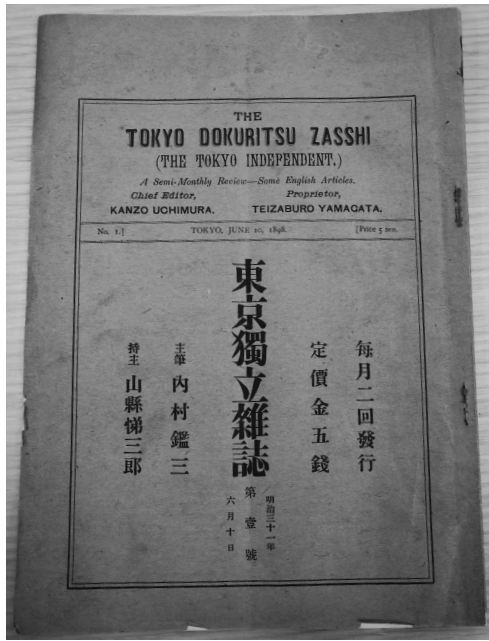 THE
TOKYO DOKURITSU ZASSHI
(THE TOKYO INDEPENDENT.)
A Semi-Monthly Review—Some English Articles.
Chief Editor, Proprietor,
KANZO UCHIMURA. TEIZABURO YAMAGATA.
No. 1.] TOKYO, JUNE 10, 1898. [Price 5 sen.
每月二回發行
定價金五錢
東京獨立雜誌
明治三十一年
第壹號
六月十日
主筆 內村鑑三
持主 山縣悌三郎